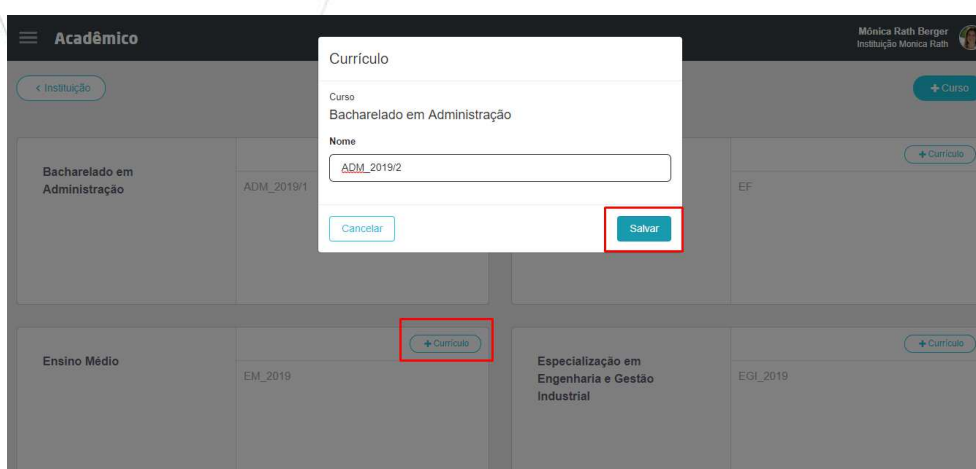 Acadêmico
Mônica Rath Berger
Instituição Monica Rath
< Instituição
+ Curso
Currículo
Curso
Bacharelado em Administração
Nome
ADM_2019/2
Cancelar
Salvar
Bacharelado em
Administração
ADM_2019/1
+ Currículo
EF
Ensino Médio
+ Currículo
EM_2019
Especialização em
Engenharia e Gestão
Industrial
+ Currículo
EGI_2019